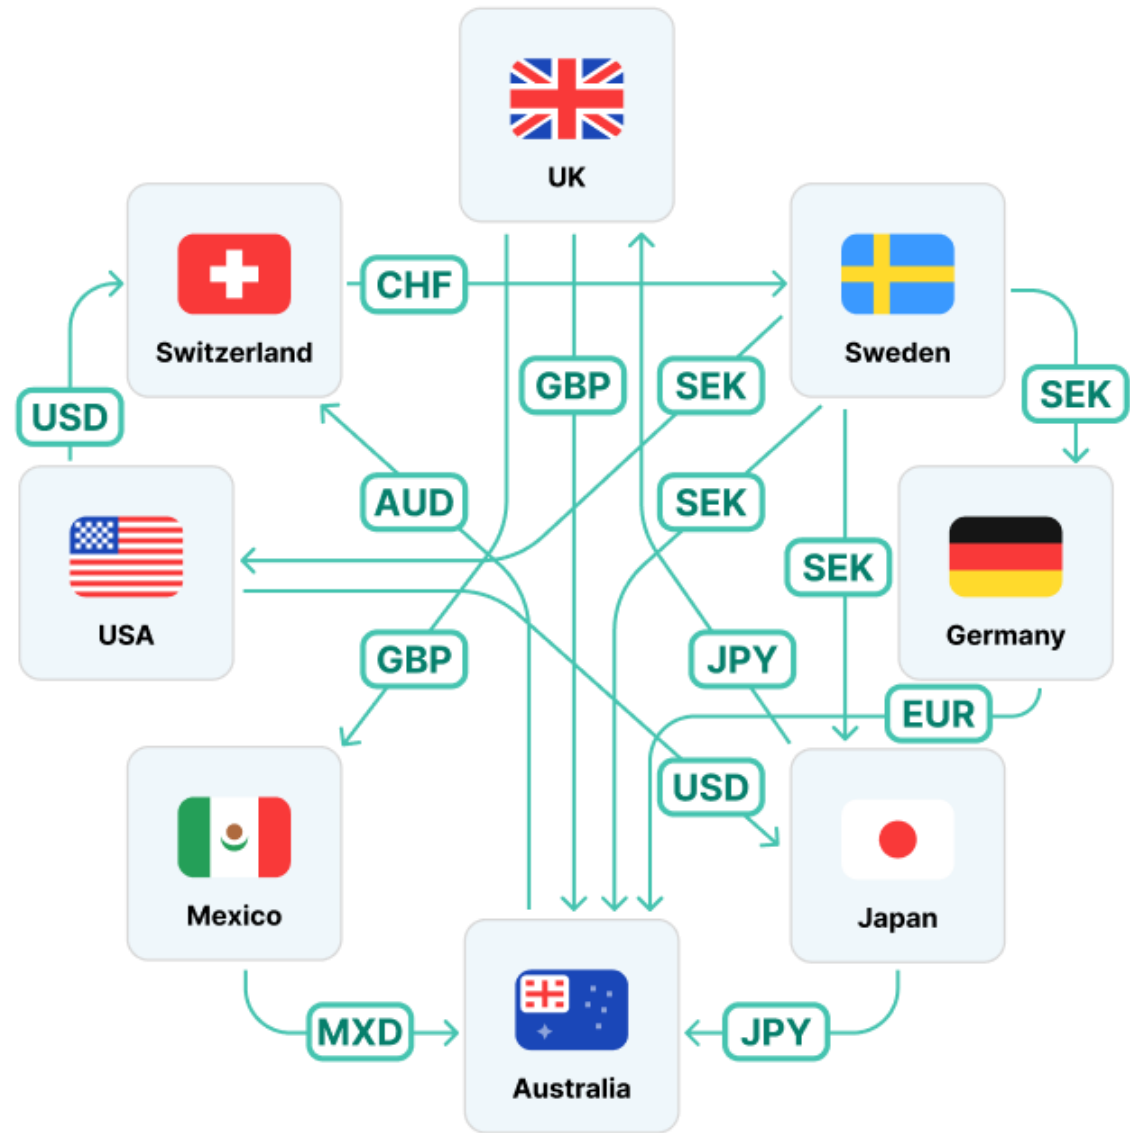 UK
Switzerland
CHF
Sweden
GBP
SEK
SEK
USD
AUD
SEK
SEK
USA
Germany
GBP
JPY
EUR
USD
Mexico
Japan
MXD
JPY
Australia